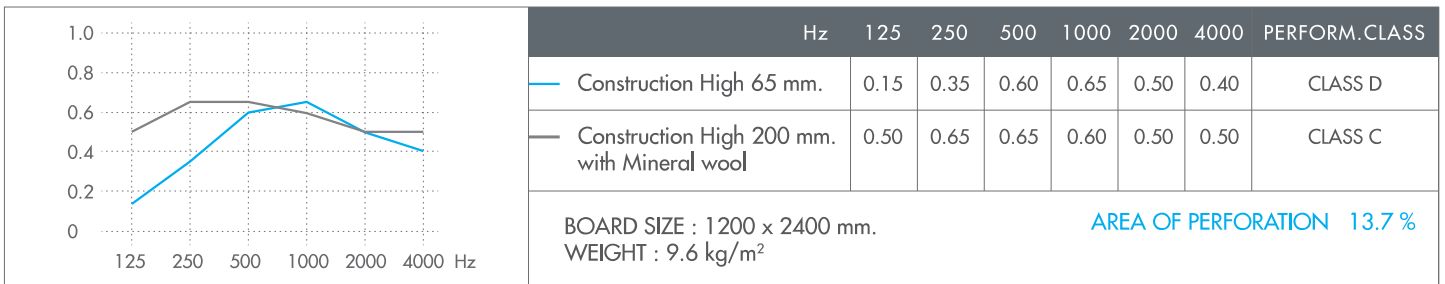 1.0
0.8
0.6
0.4
0.2
0
125 250 500 1000 2000 4000 Hz
Hz 125 250 500 1000 2000 4000 PERFORM.CLASS
Construction High 65 mm. 0.15 0.35 0.60 0.65 0.50 0.40 CLASS D
Construction High 200 mm. 0.50 0.65 0.65 0.60 0.50 0.50 CLASS C
with Mineral wool
BOARD SIZE : 1200 x 2400 mm. AREA OF PERFORATION 13.7 %
WEIGHT : 9.6 kg/m²